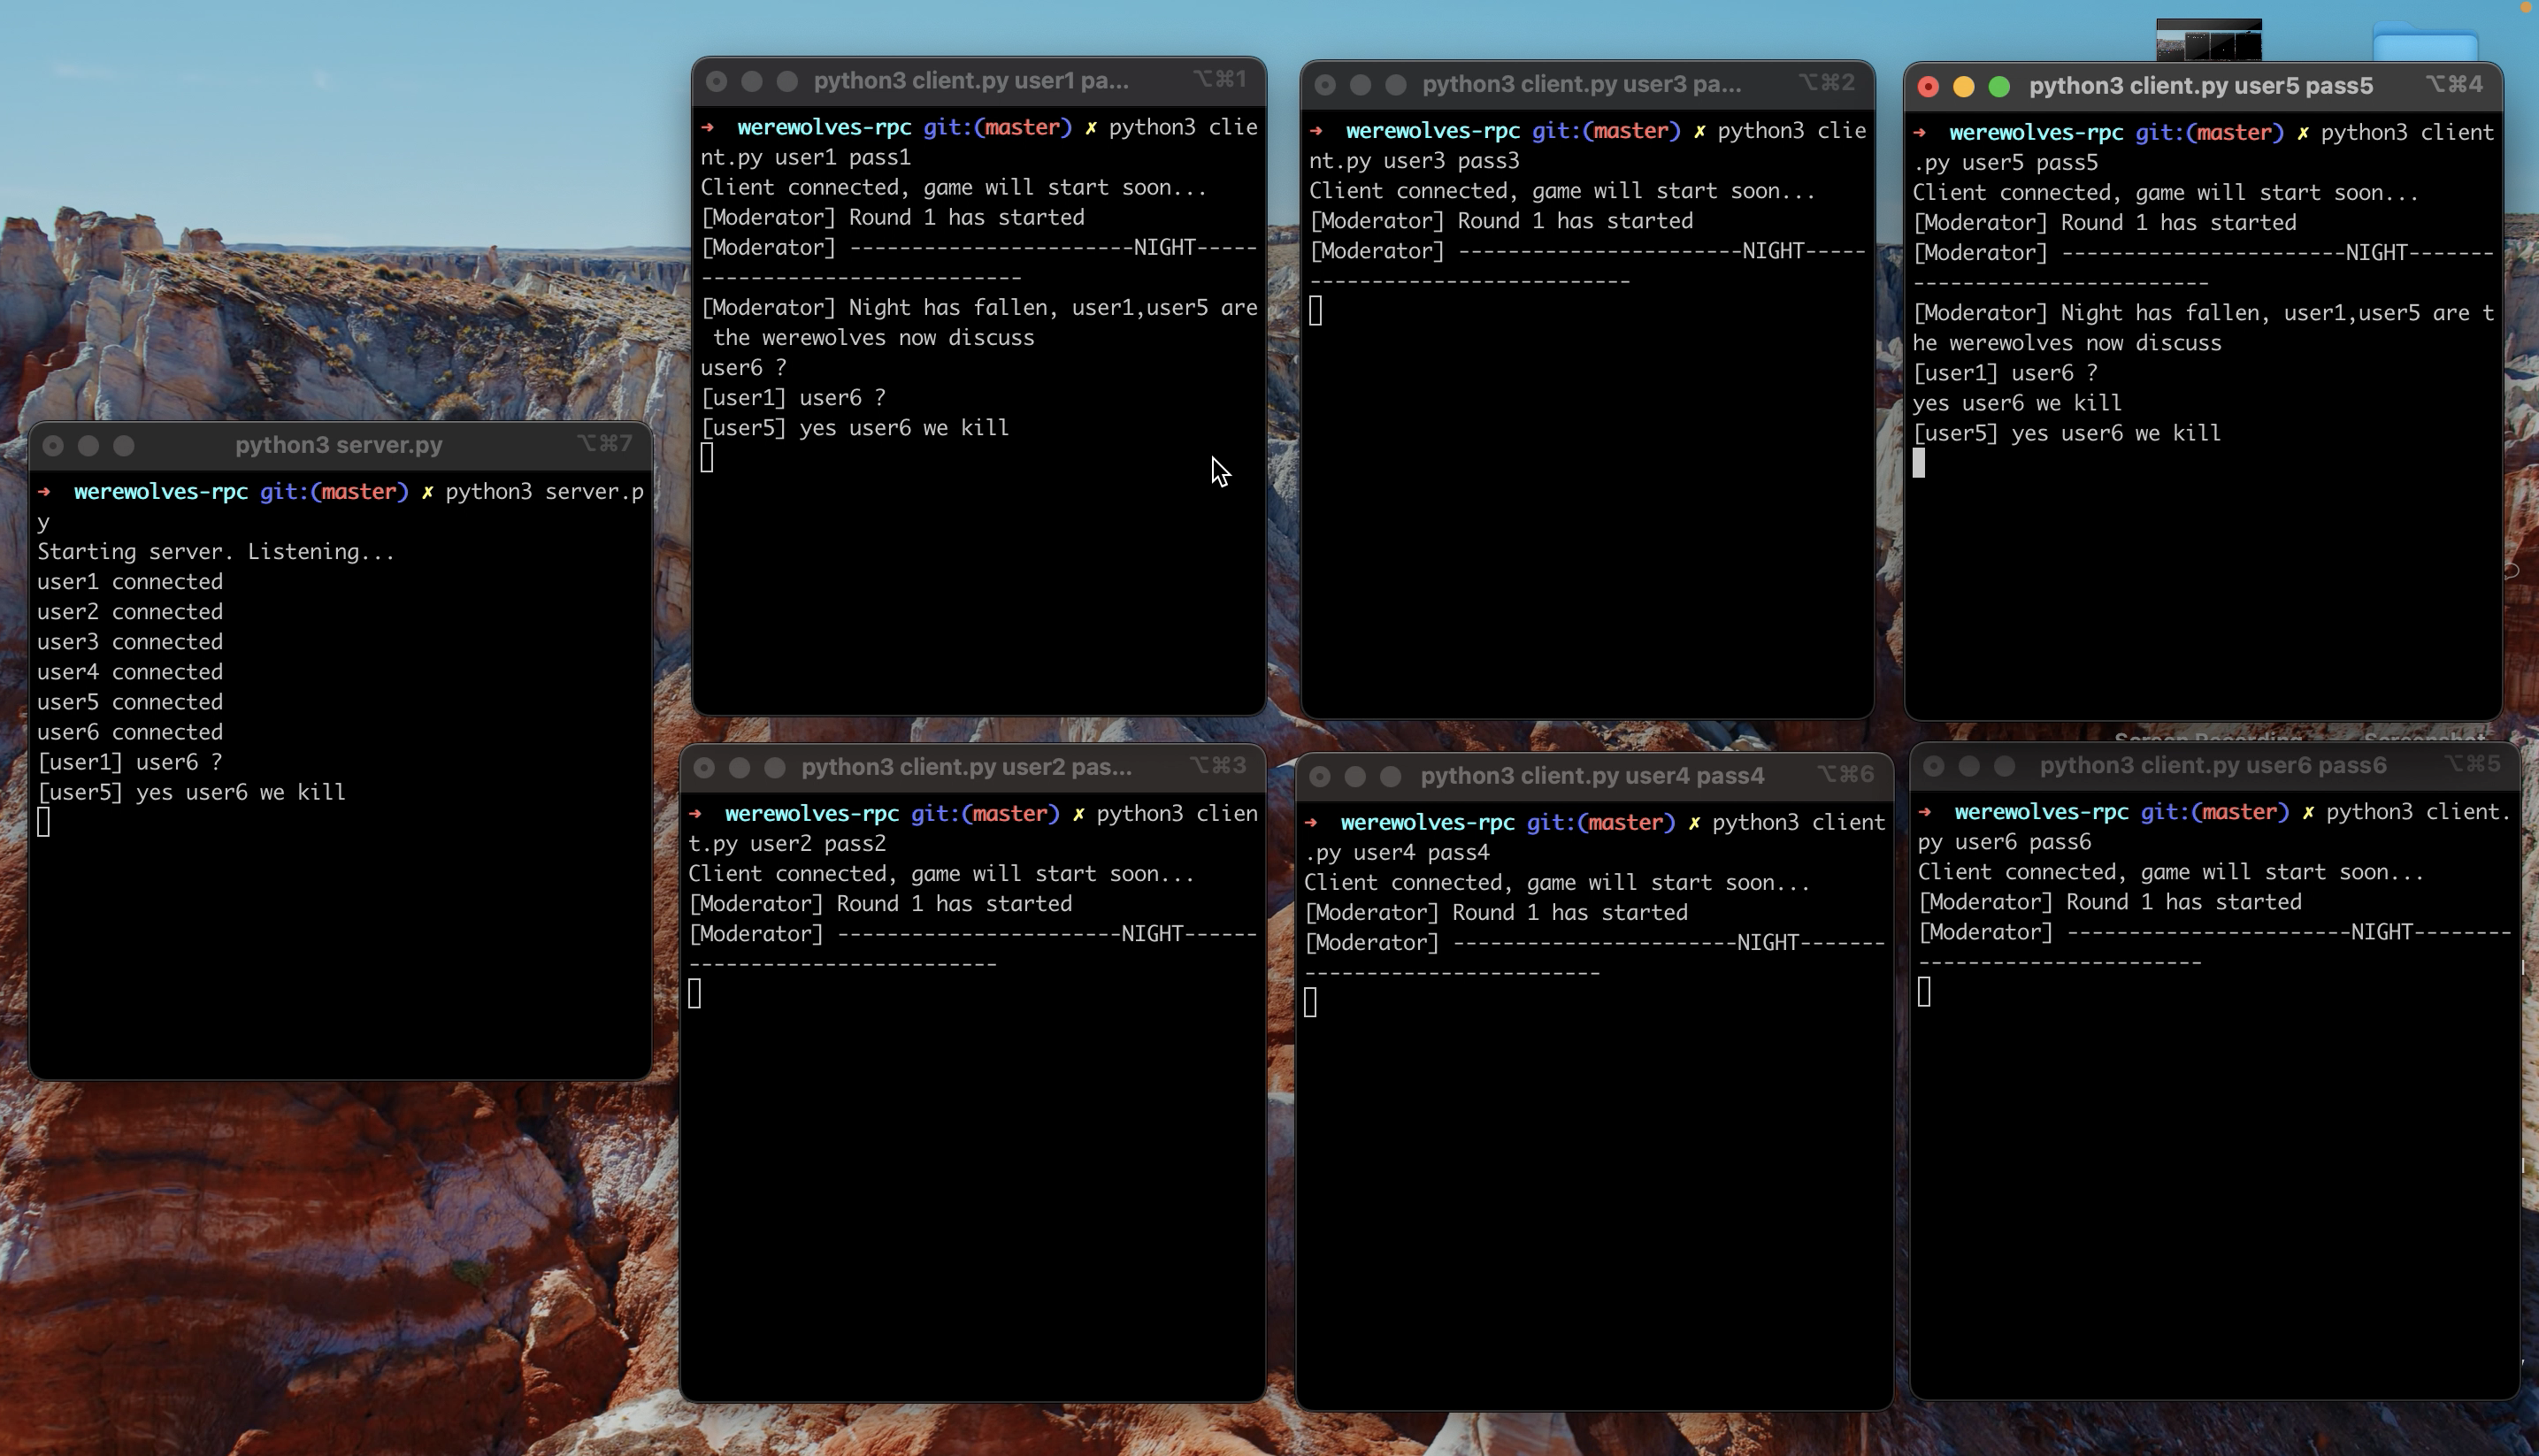 python3 server.py ⌥⌘7
➜  werewolves-rpc git:(master) ✗ python3 server.p
y
Starting server. Listening...
user1 connected
user2 connected
user3 connected
user4 connected
user5 connected
user6 connected
[user1] user6 ?
[user5] yes user6 we kill
python3 client.py user1 pa... ⌥⌘1
➜  werewolves-rpc git:(master) ✗ python3 clie
nt.py user1 pass1
Client connected, game will start soon...
[Moderator] Round 1 has started
[Moderator] -----------------------NIGHT-----
--------------------------
[Moderator] Night has fallen, user1,user5 are
 the werewolves now discuss
user6 ?
[user1] user6 ?
[user5] yes user6 we kill
python3 client.py user3 pa... ⌥⌘2
➜  werewolves-rpc git:(master) ✗ python3 clie
nt.py user3 pass3
Client connected, game will start soon...
[Moderator] Round 1 has started
[Moderator] -----------------------NIGHT-----
--------------------------
python3 client.py user5 pass5 ⌥⌘4
➜  werewolves-rpc git:(master) ✗ python3 client
.py user5 pass5
Client connected, game will start soon...
[Moderator] Round 1 has started
[Moderator] -----------------------NIGHT-------
------------------------
[Moderator] Night has fallen, user1,user5 are t
he werewolves now discuss
[user1] user6 ?
yes user6 we kill
[user5] yes user6 we kill
python3 client.py user2 pas... ⌥⌘3
➜  werewolves-rpc git:(master) ✗ python3 clien
t.py user2 pass2
Client connected, game will start soon...
[Moderator] Round 1 has started
[Moderator] -----------------------NIGHT------
-------------------------
python3 client.py user4 pass4 ⌥⌘6
➜  werewolves-rpc git:(master) ✗ python3 client
.py user4 pass4
Client connected, game will start soon...
[Moderator] Round 1 has started
[Moderator] -----------------------NIGHT-------
------------------------
Screen Recording Screenshot
python3 client.py user6 pass6 ⌥⌘5
➜  werewolves-rpc git:(master) ✗ python3 client.
py user6 pass6
Client connected, game will start soon...
[Moderator] Round 1 has started
[Moderator] -----------------------NIGHT--------
-----------------------